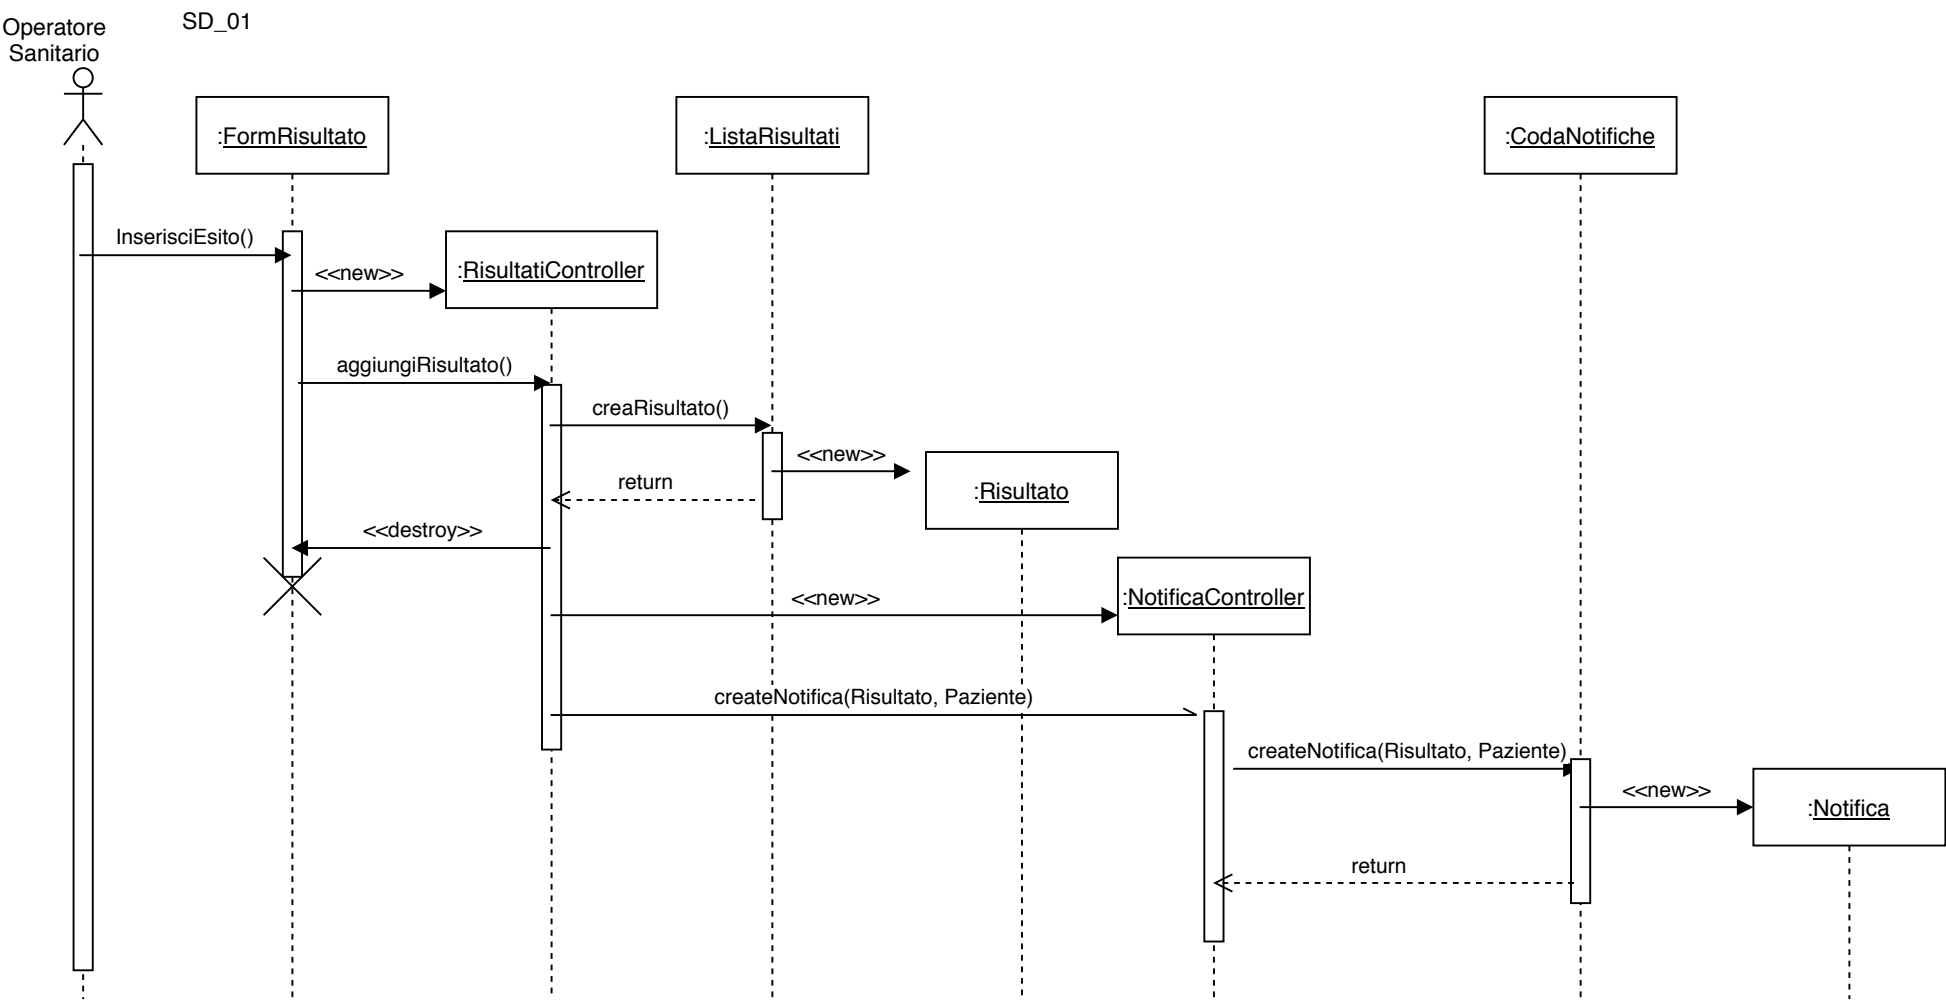 SD_01
Operatore
Sanitario
:FormRisultato
:ListaRisultati
:CodaNotifiche
InserisciEsito()
<<new>>
:RisultatiController
aggiungiRisultato()
creaRisultato()
<<new>>
return
:Risultato
<<destroy>>
<<new>>
:NotificaController
createNotifica(Risultato, Paziente)
createNotifica(Risultato, Paziente)
<<new>>
:Notifica
return